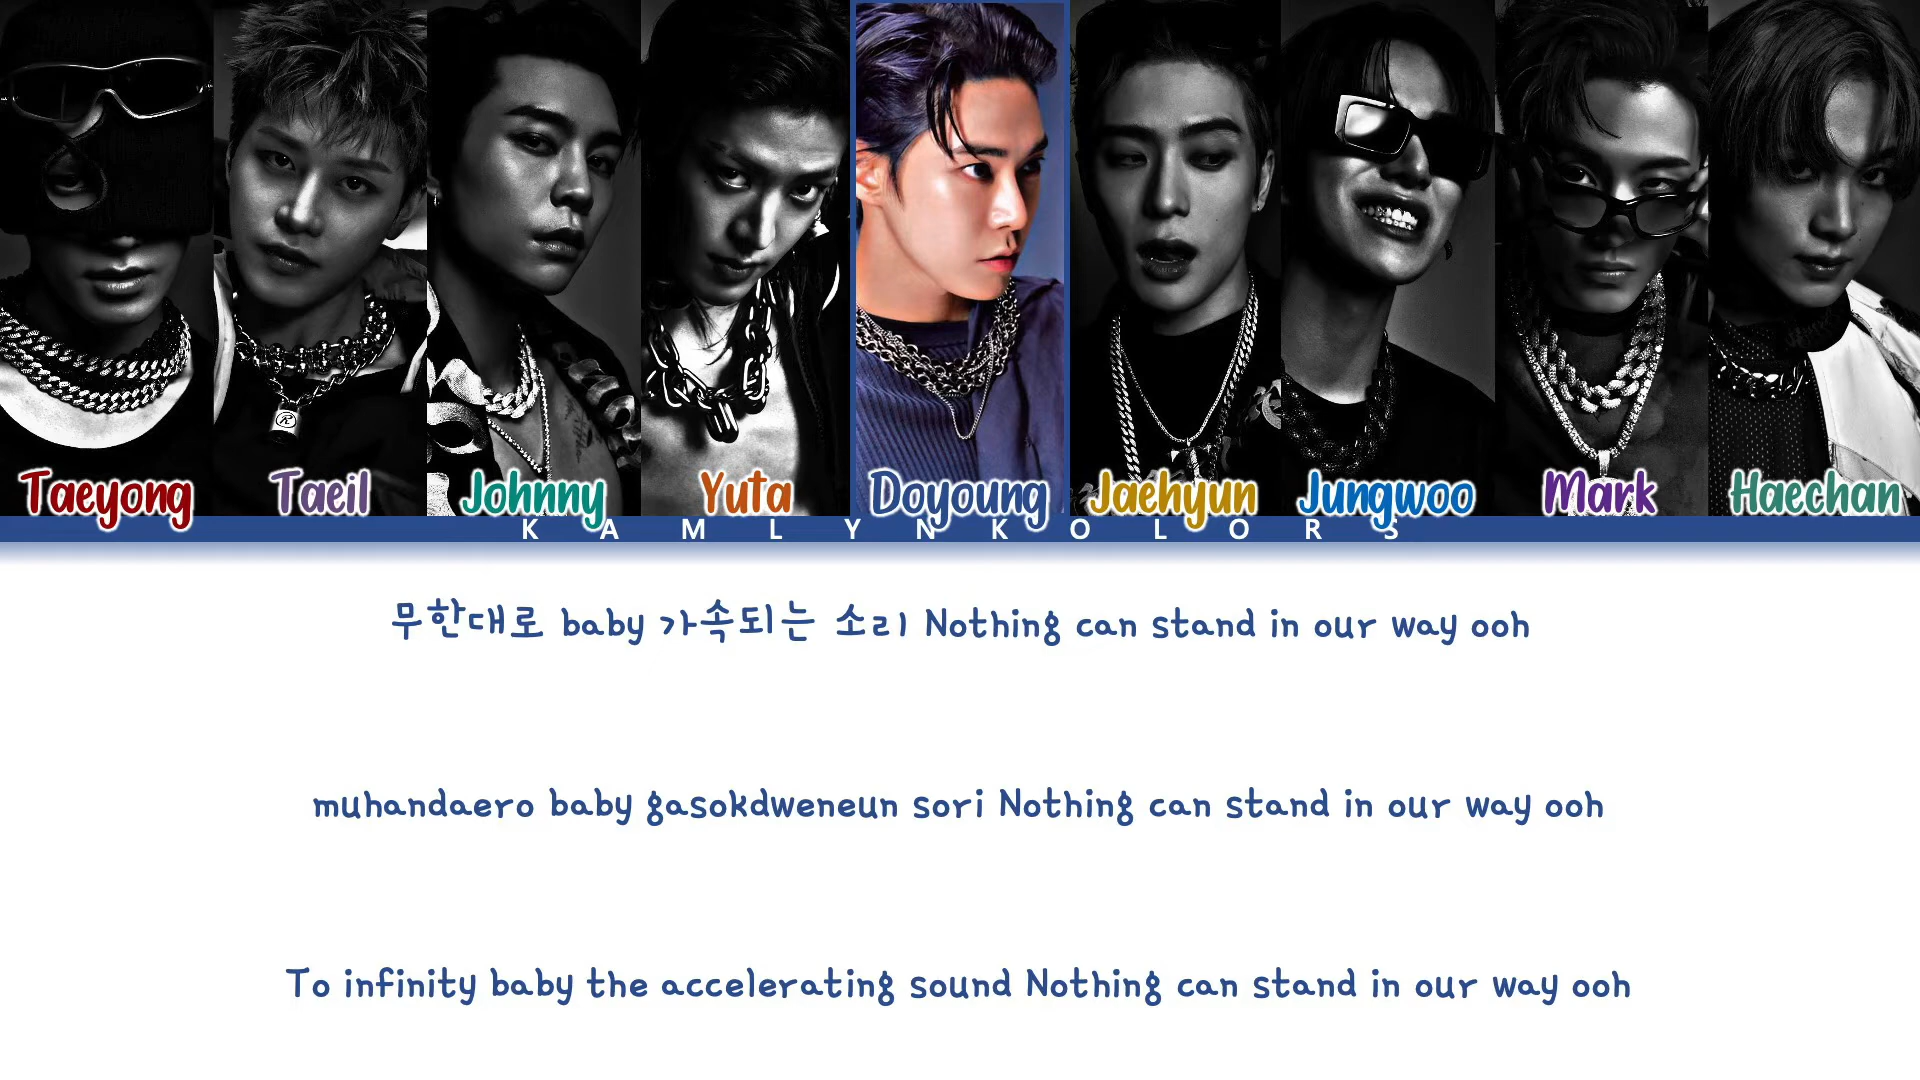 Taeyong Taeil Johnny Yuta Doyoung Jaehyun Jungwoo Mark Haechan
KAMLYNKOLORS
무한대로 baby 가속되는 소리 Nothing can stand in our way ooh
muhandaero baby gasokdweneun sori Nothing can stand in our way ooh
To infinity baby the accelerating sound Nothing can stand in our way ooh